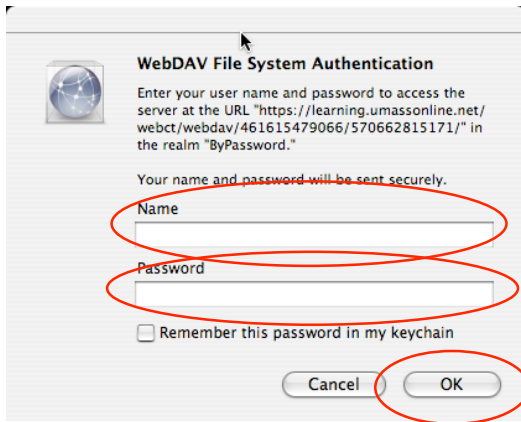 WebDAV File System Authentication
Enter your user name and password to access the
server at the URL "https://learning.umassonline.net/
webct/webdav/461615479066/570662815171/" in
the realm "ByPassword."
Your name and password will be sent securely.
Name
Password
Remember this password in my keychain
Cancel OK